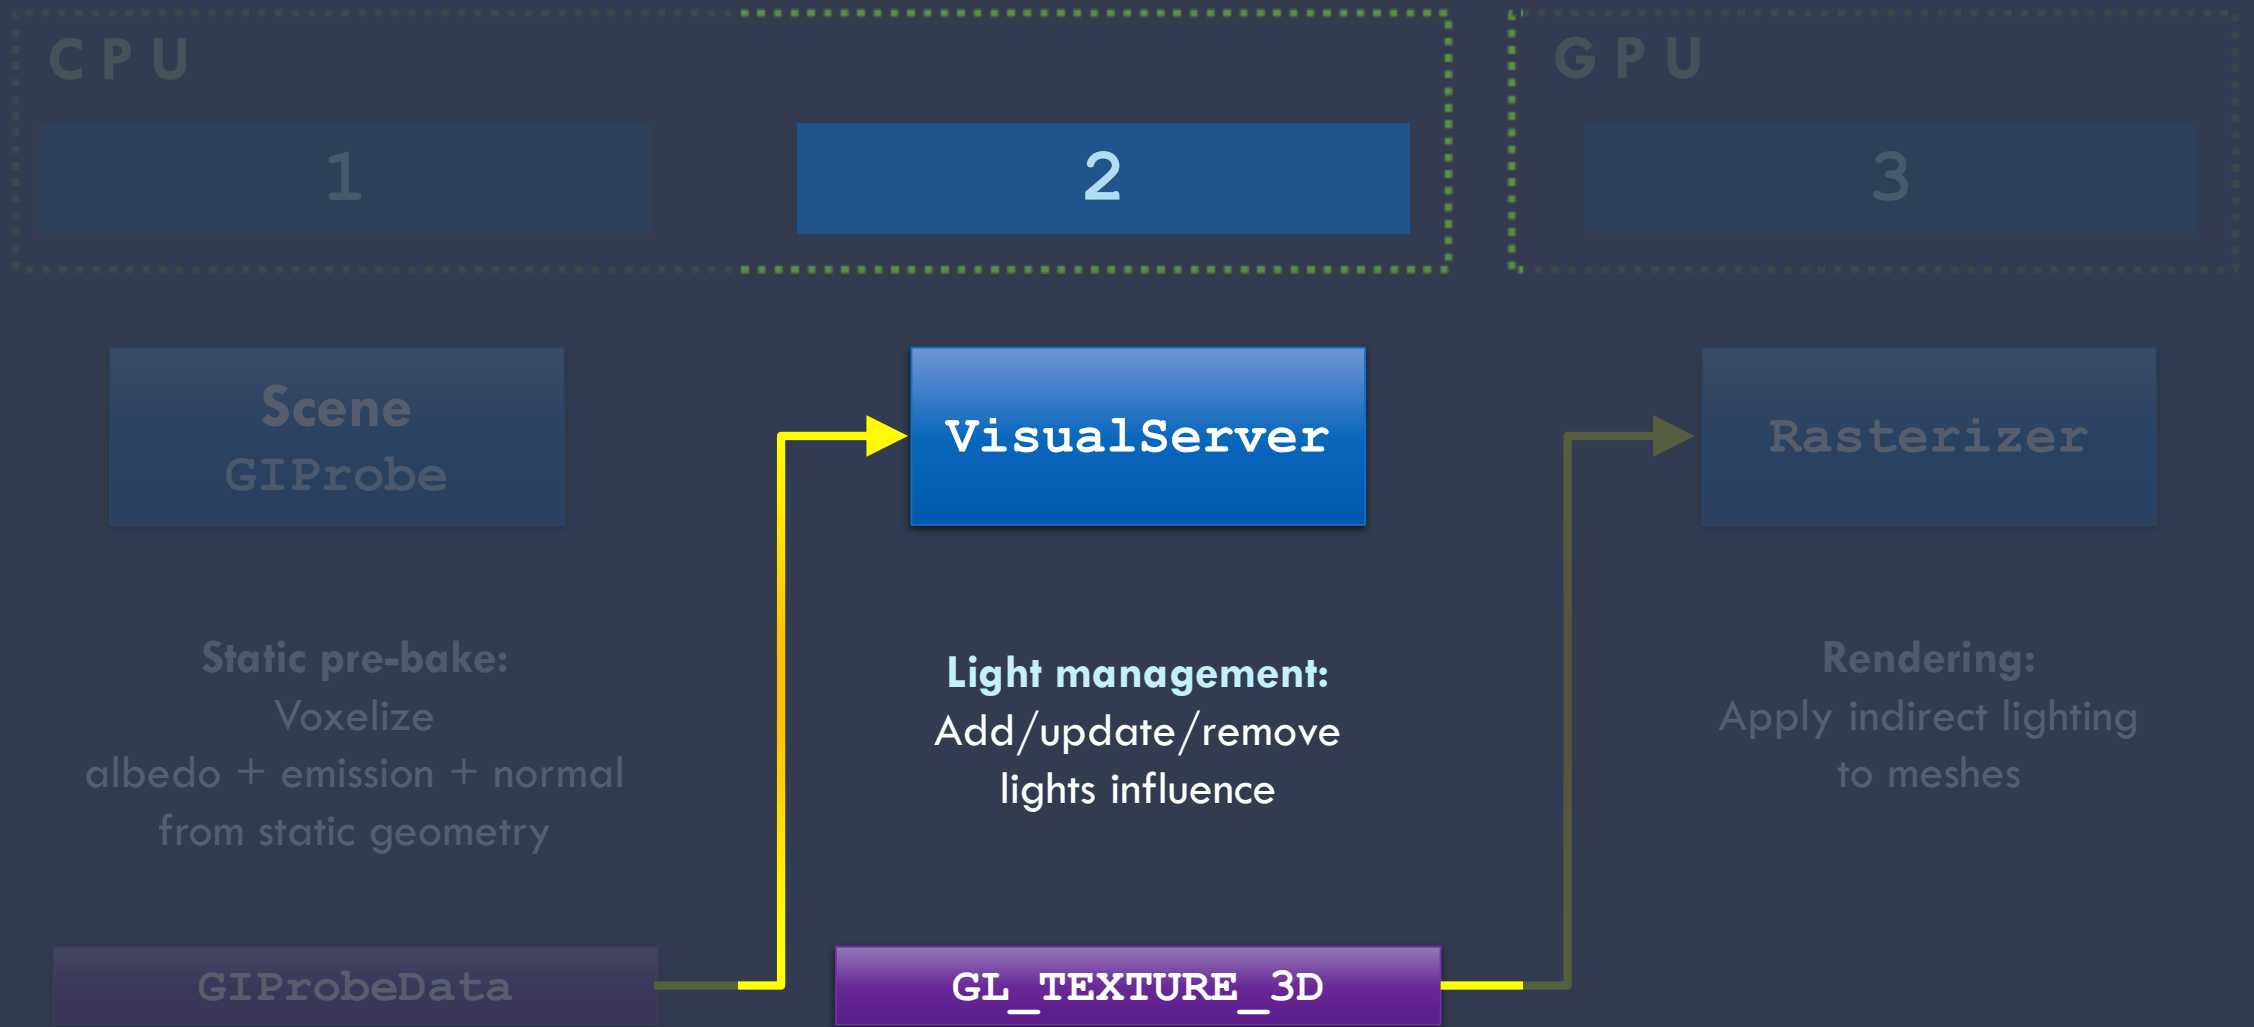 CPU
GPU
1
2
3
Scene
GIProbe
VisualServer
Rasterizer
Static pre-bake:
Voxelize
albedo + emission + normal
from static geometry
Light management:
Add/update/remove
lights influence
Rendering:
Apply indirect lighting
to meshes
GIProbeData
GL_TEXTURE_3D